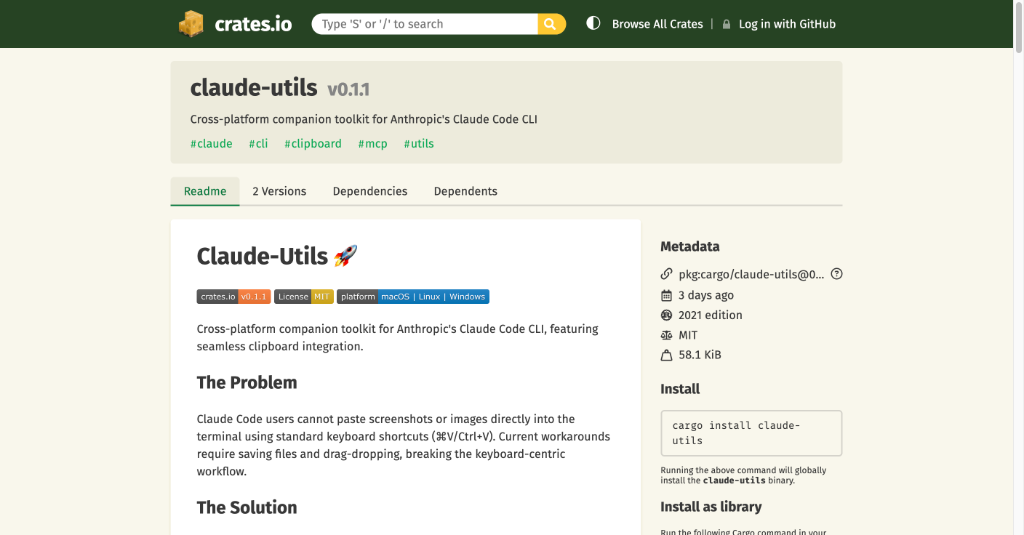 crates.io
Type 'S' or '/' to search
Browse All Crates | Log in with GitHub
claude-utils v0.1.1
Cross-platform companion toolkit for Anthropic's Claude Code CLI
#claude #cli #clipboard #mcp #utils
Readme 2 Versions Dependencies Dependents
Claude-Utils 🚀
crates.io v0.1.1 License MIT platform macOS | Linux | Windows
Cross-platform companion toolkit for Anthropic's Claude Code CLI, featuring
seamless clipboard integration.
The Problem
Claude Code users cannot paste screenshots or images directly into the
terminal using standard keyboard shortcuts (⌘V/Ctrl+V). Current workarounds
require saving files and drag-dropping, breaking the keyboard-centric
workflow.
The Solution
Metadata
pkg:cargo/claude-utils@0...
3 days ago
2021 edition
MIT
58.1 KiB
Install
cargo install claude-
utils
Running the above command will globally
install the claude-utils binary.
Install as library
Run the following Cargo command in your